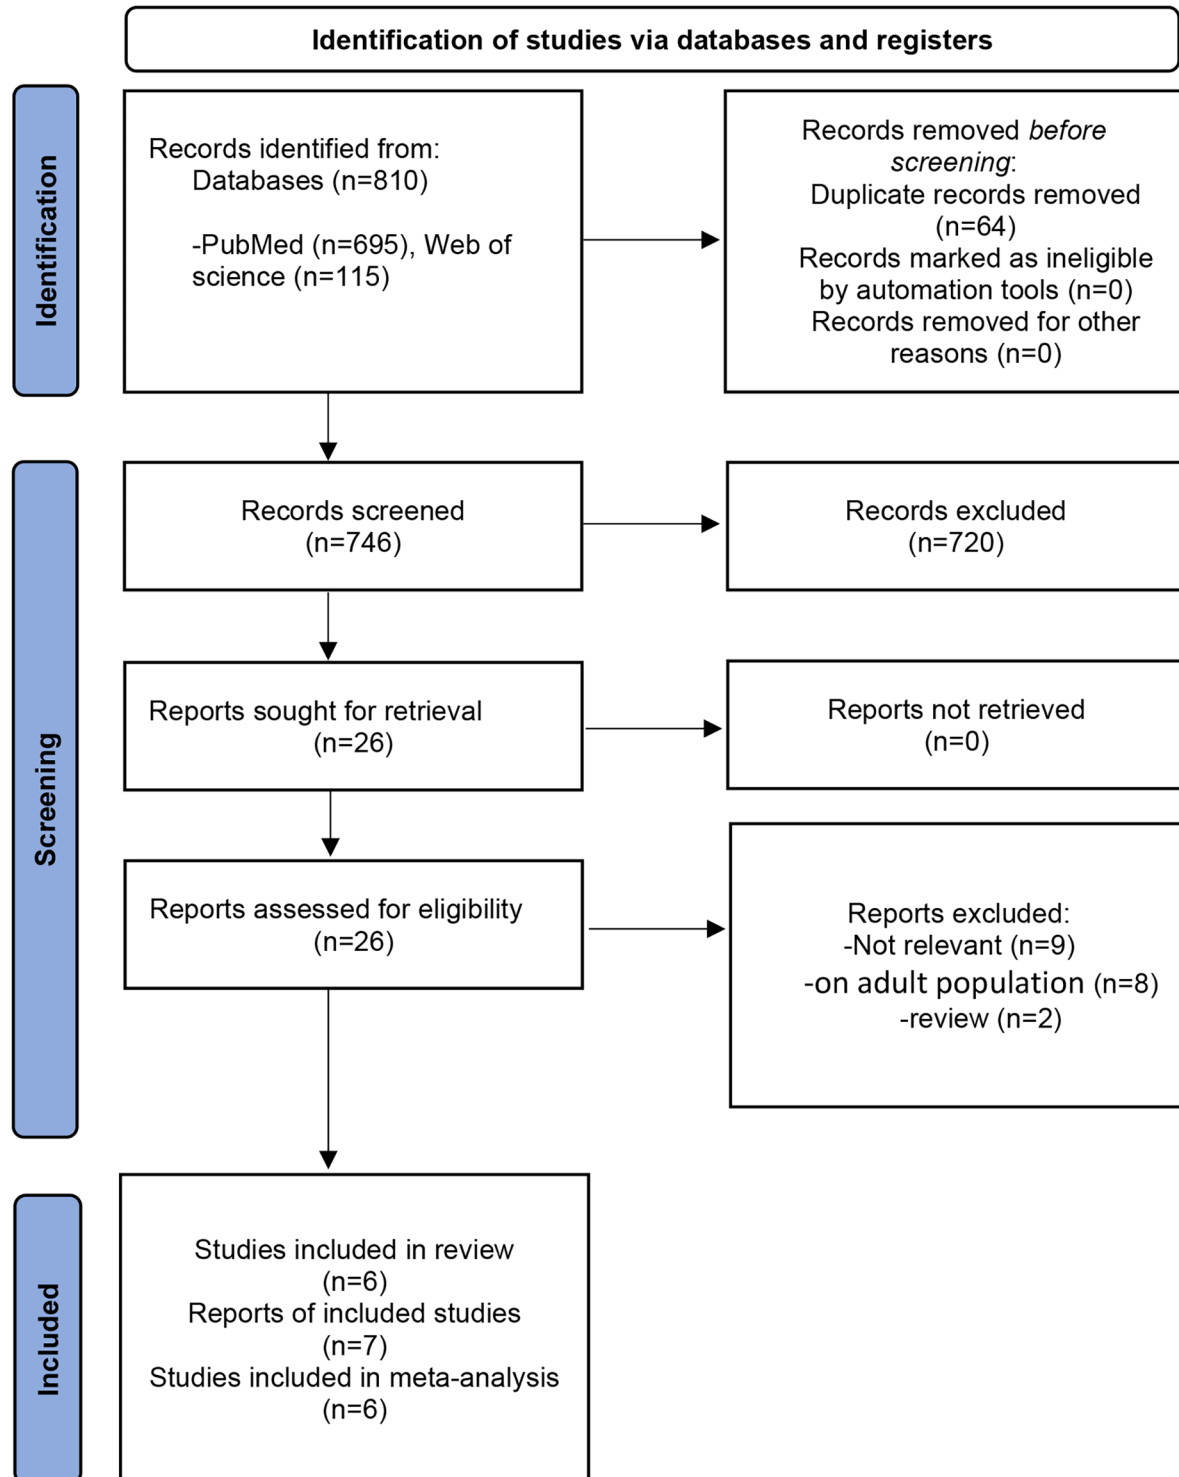 Identification of studies via databases and registers
Identification
Records identified from:
Databases (n=810)
-PubMed (n=695), Web of
science (n=115)
Records removed before
screening:
Duplicate records removed
(n=64)
Records marked as ineligible
by automation tools (n=0)
Records removed for other
reasons (n=0)
Screening
Records screened
(n=746)
Records excluded
(n=720)
Reports sought for retrieval
(n=26)
Reports not retrieved
(n=0)
Reports assessed for eligibility
(n=26)
Reports excluded:
-Not relevant (n=9)
-on adult population (n=8)
-review (n=2)
Included
Studies included in review
(n=6)
Reports of included studies
(n=7)
Studies included in meta-analysis
(n=6)